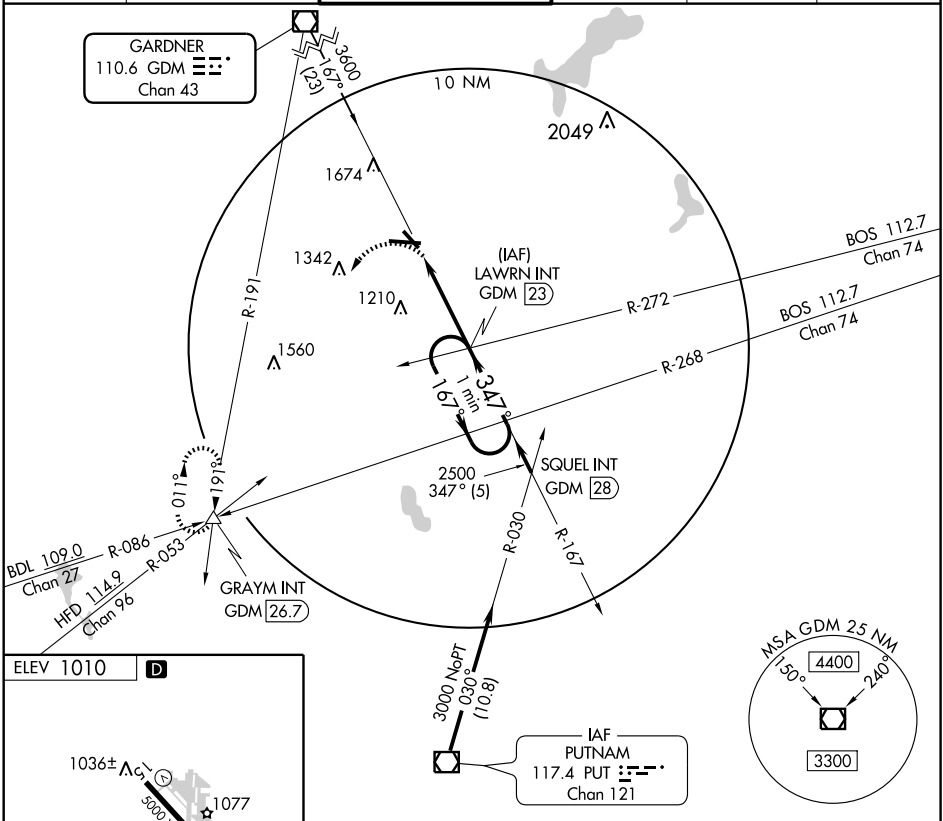 GARDNER
110.6 GDM
Chan 43
3600
167°
(23)
10 NM
2049
1674
1342
1210
1560
(IAF)
LAWRN INT
GDM 23
BOS 112.7
Chan 74
R-272
BOS 112.7
Chan 74
R-268
R-191
347°
1 min
167°
2500
347° (5)
SQUEL INT
GDM 28
R-030
R-167
011°
191°
BDL 109.0
Chan 27
R-086
HFD 114.9
Chan 96
R-053
GRAYM INT
GDM 26.7
3000 NoPT
030°
(10.8)
IAF
PUTNAM
117.4 PUT
Chan 121
MSA GDM 25 NM
150°
4400
240°
3300
ELEV 1010
D
1036±
15
V
5000
1077